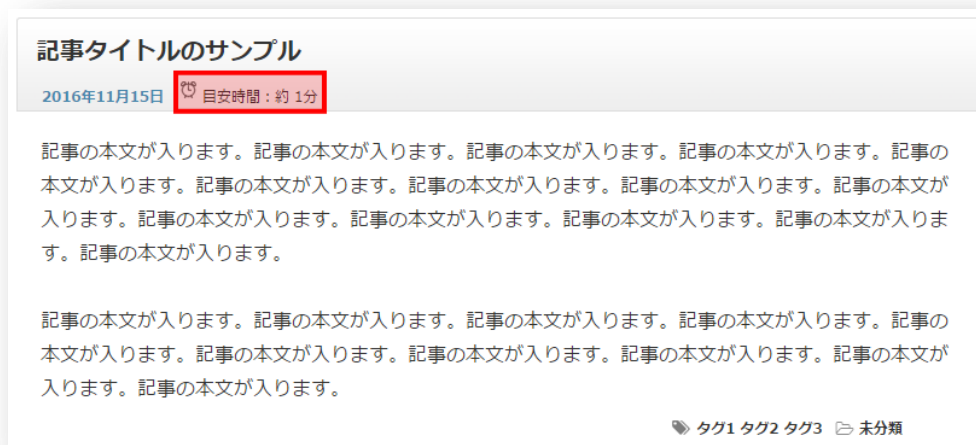 記事タイトルのサンプル
2016年11月15日 目安時間：約 1分
記事の本文が入ります。記事の本文が入ります。記事の本文が入ります。記事の本文が入ります。記事の
本文が入ります。記事の本文が入ります。記事の本文が入ります。記事の本文が入ります。記事の本文が
入ります。記事の本文が入ります。記事の本文が入ります。記事の本文が入ります。記事の本文が入りま
す。記事の本文が入ります。
記事の本文が入ります。記事の本文が入ります。記事の本文が入ります。記事の本文が入ります。記事の
本文が入ります。記事の本文が入ります。記事の本文が入ります。記事の本文が入ります。記事の本文が
入ります。記事の本文が入ります。
タグ1 タグ2 タグ3 未分類